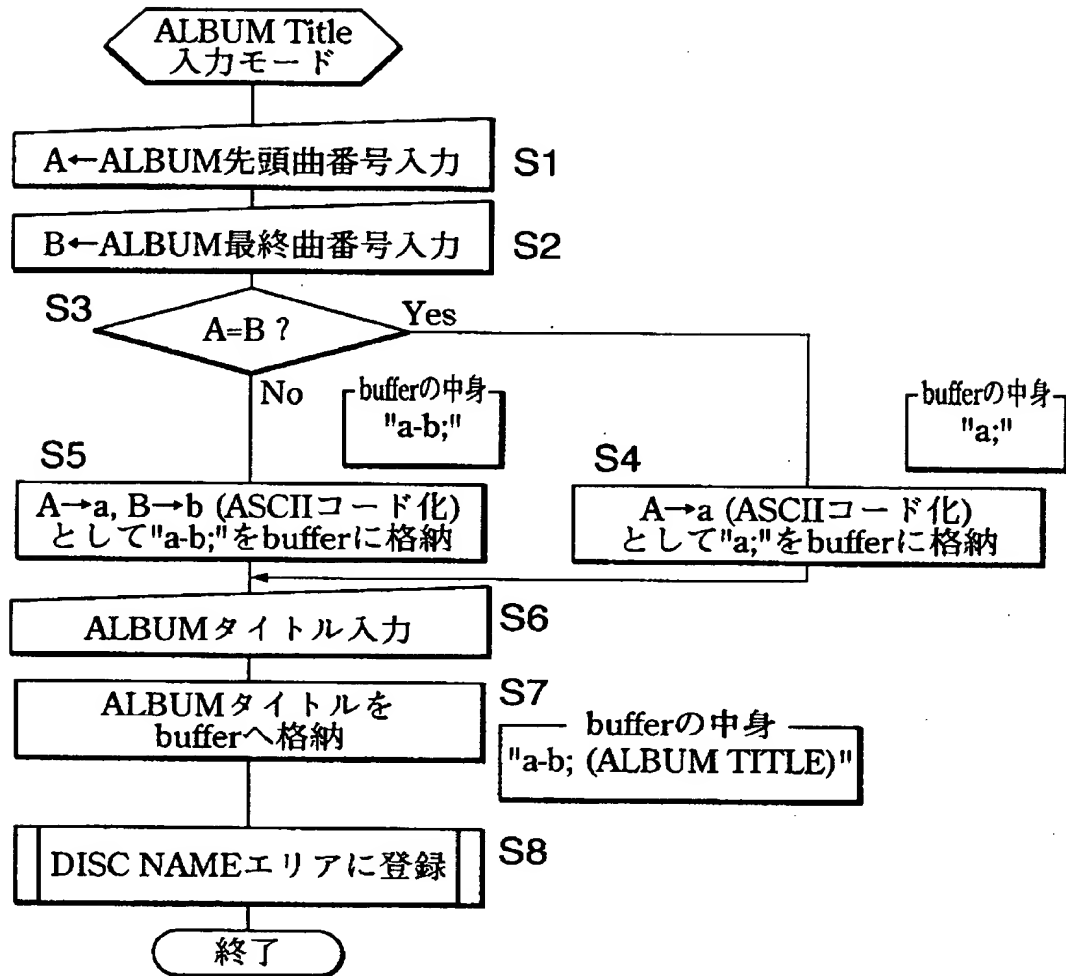 ALBUM Title
入力モード
A←ALBUM先頭曲番号入力
S1
B←ALBUM最終曲番号入力
S2
S3
A=B ?
Yes
No
bufferの中身
"a-b;"
bufferの中身
"a;"
S5
A→a, B→b (ASCIIコード化)
として"a-b;"をbufferに格納
S4
A→a (ASCIIコード化)
として"a;"をbufferに格納
ALBUMタイトル入力
S6
ALBUMタイトルを
bufferへ格納
S7
bufferの中身
"a-b; (ALBUM TITLE)"
DISC NAMEエリアに登録
S8
終了